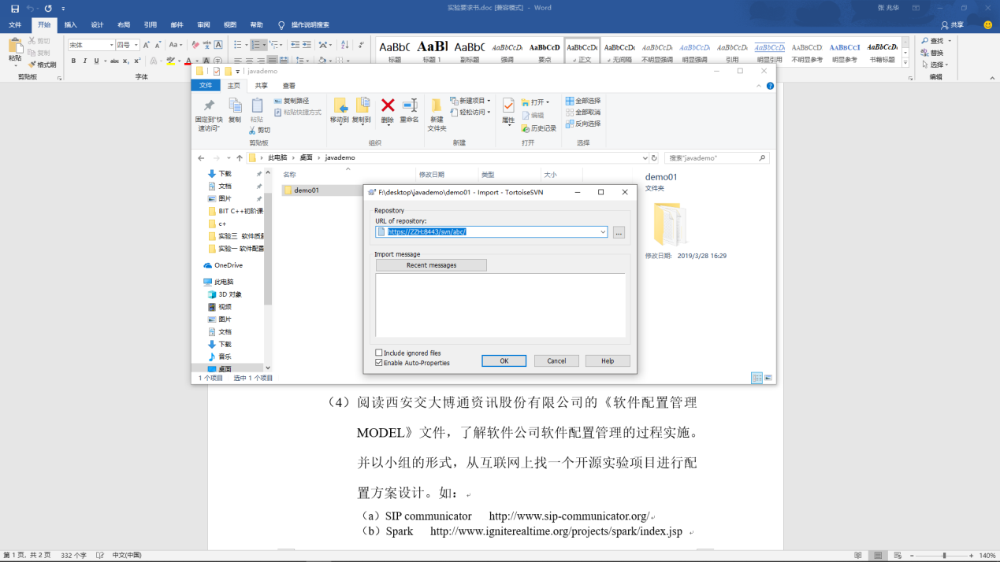 实验要求书.doc [兼容模式] - Word
张 兆华
文件 开始 插入 设计 布局 引用 邮件 审阅 视图 帮助 操作说明搜索 共享
粘贴 剪切 复制 格式刷
剪贴板
宋体 四号
字体
AaBbC AaBl AaBbC AaBbCcDı AaBbCcD AaBbCcDc AaBbCcDc AaBbCcDı AaBbCcDı AaBbCcDı AaBbCcDı AaBbCcDı AaBbCcI AaBbCcDı
标题 标题 1 副标题 强调 要点 正文 无间隔 不明显强调 明显强调 引用 明显引用 不明显参考 明显参考 书籍标题
查找
替换
选择
编辑
javademo
文件 主页 共享 查看
固定到"快速访问" 复制 粘贴 复制路径 粘贴快捷方式 剪切
剪贴板
移动到 复制到 删除 重命名
组织
新建文件夹 新建项目 轻松访问
新建
属性 打开 编辑 历史记录
打开
全部选择
全部取消
反向选择
选择
此电脑 桌面 javademo
搜索"javademo"
下载
文档
图片
BIT C++初阶课
c+
实验三 软件质量
实验一 软件配置
OneDrive
此电脑
3D 对象
视频
图片
文档
下载
音乐
桌面
名称 修改日期 类型 大小
demo01
demo01
文件夹
修改日期: 2019/3/28 16:29
1 个项目 选中 1 个项目
F:\desktop\javademo\demo01 - Import - TortoiseSVN
Repository
URL of repository:
https://ZZH:8443/svn/abc/
...
Import message
Recent messages
Include ignored files
Enable Auto-Properties
OK Cancel Help
（4）阅读西安交大博通资讯股份有限公司的《软件配置管理
MODEL》文件，了解软件公司软件配置管理的过程实施。
并以小组的形式，从互联网上找一个开源实验项目进行配
置方案设计。如：
（a）SIP communicator http://www.sip-communicator.org/
（b）Spark http://www.igniterealtime.org/projects/spark/index.jsp
第 1 页，共 2 页 332 个字 中文(中国) 140%